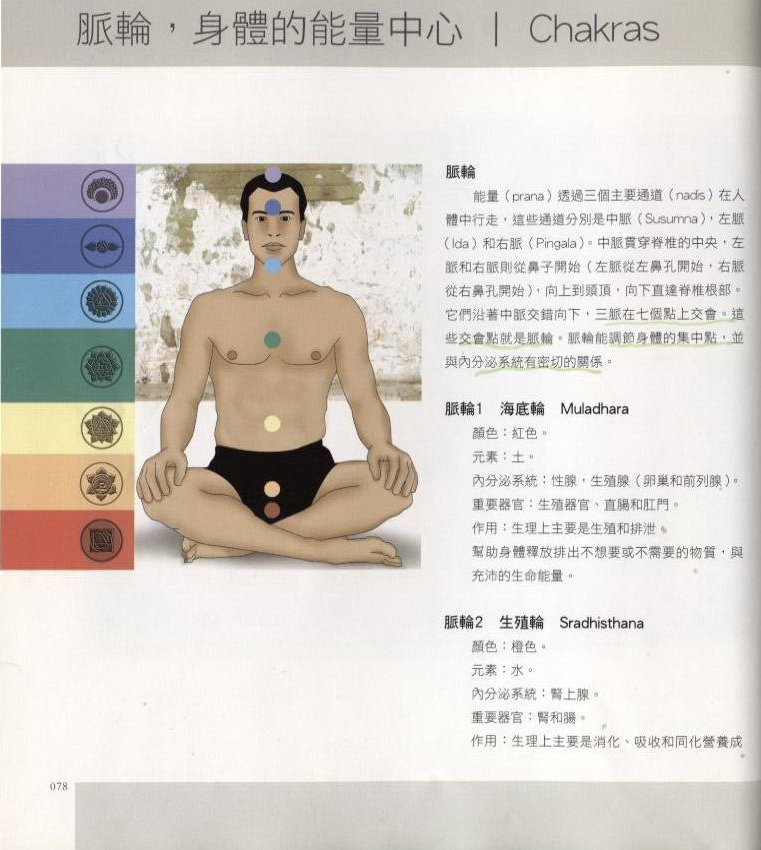 脈輪，身體的能量中心 | Chakras
脈輪
能量（prana）透過三個主要通道（nadis）在人
體中行走，這些通道分別是中脈（Susumna），左脈
（Ida）和右脈（Pingala）。中脈貫穿脊椎的中央，左
脈和右脈則從鼻子開始（左脈從左鼻孔開始，右脈
從右鼻孔開始），向上到頭頂，向下直達脊椎根部。
它們沿著中脈交錯向下，三脈在七個點上交會。這
些交會點就是脈輪。脈輪能調節身體的集中點，並
與內分泌系統有密切的關係。
脈輪1 海底輪 Muladhara
顏色：紅色。
元素：土。
內分泌系統：性腺，生殖腺（卵巢和前列腺）。
重要器官：生殖器官、直腸和肛門。
作用：生理上主要是生殖和排泄。
幫助身體釋放排出不想要或不需要的物質，與
充沛的生命能量。
脈輪2 生殖輪 Sradhisthana
顏色：橙色。
元素：水。
內分泌系統：腎上腺。
重要器官：腎和腸。
作用：生理上主要是消化、吸收和同化營養成
078